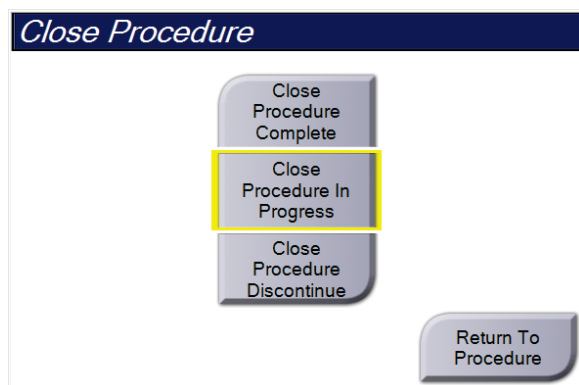 Close Procedure
Close
Procedure
Complete
Close
Procedure In
Progress
Close
Procedure
Discontinue
Return To
Procedure